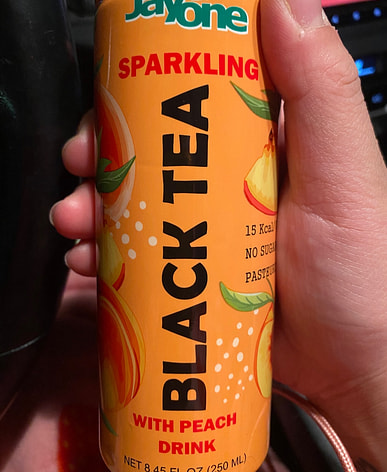 Jayone
SPARKLING
BLACK TEA
15 Kcal
NO SUGA
PASTEU
WITH PEACH
DRINK
NET 8.45 FL OZ (250 ML)